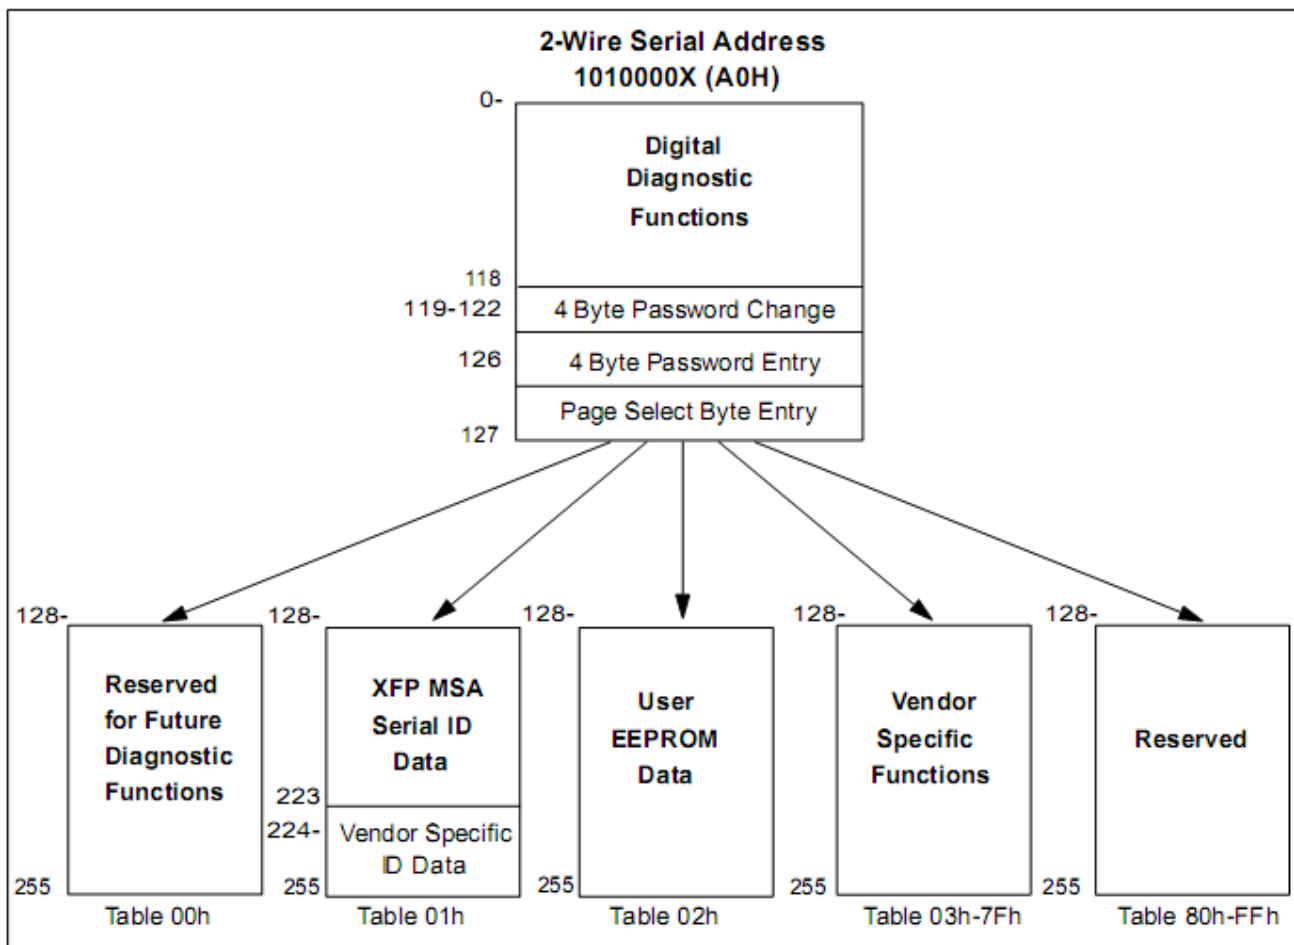 2-Wire Serial Address
1010000X (A0H)
0-
Digital
Diagnostic
Functions
118
119-122
4 Byte Password Change
126
4 Byte Password Entry
Page Select Byte Entry
127
128-
Reserved
for Future
Diagnostic
Functions
255
Table 00h
128-
XFP MSA
Serial ID
Data
223
224-
Vendor Specific
ID Data
255
Table 01h
128-
User
EEPROM
Data
255
Table 02h
128-
Vendor
Specific
Functions
255
Table 03h-7Fh
128-
Reserved
255
Table 80h-FFh